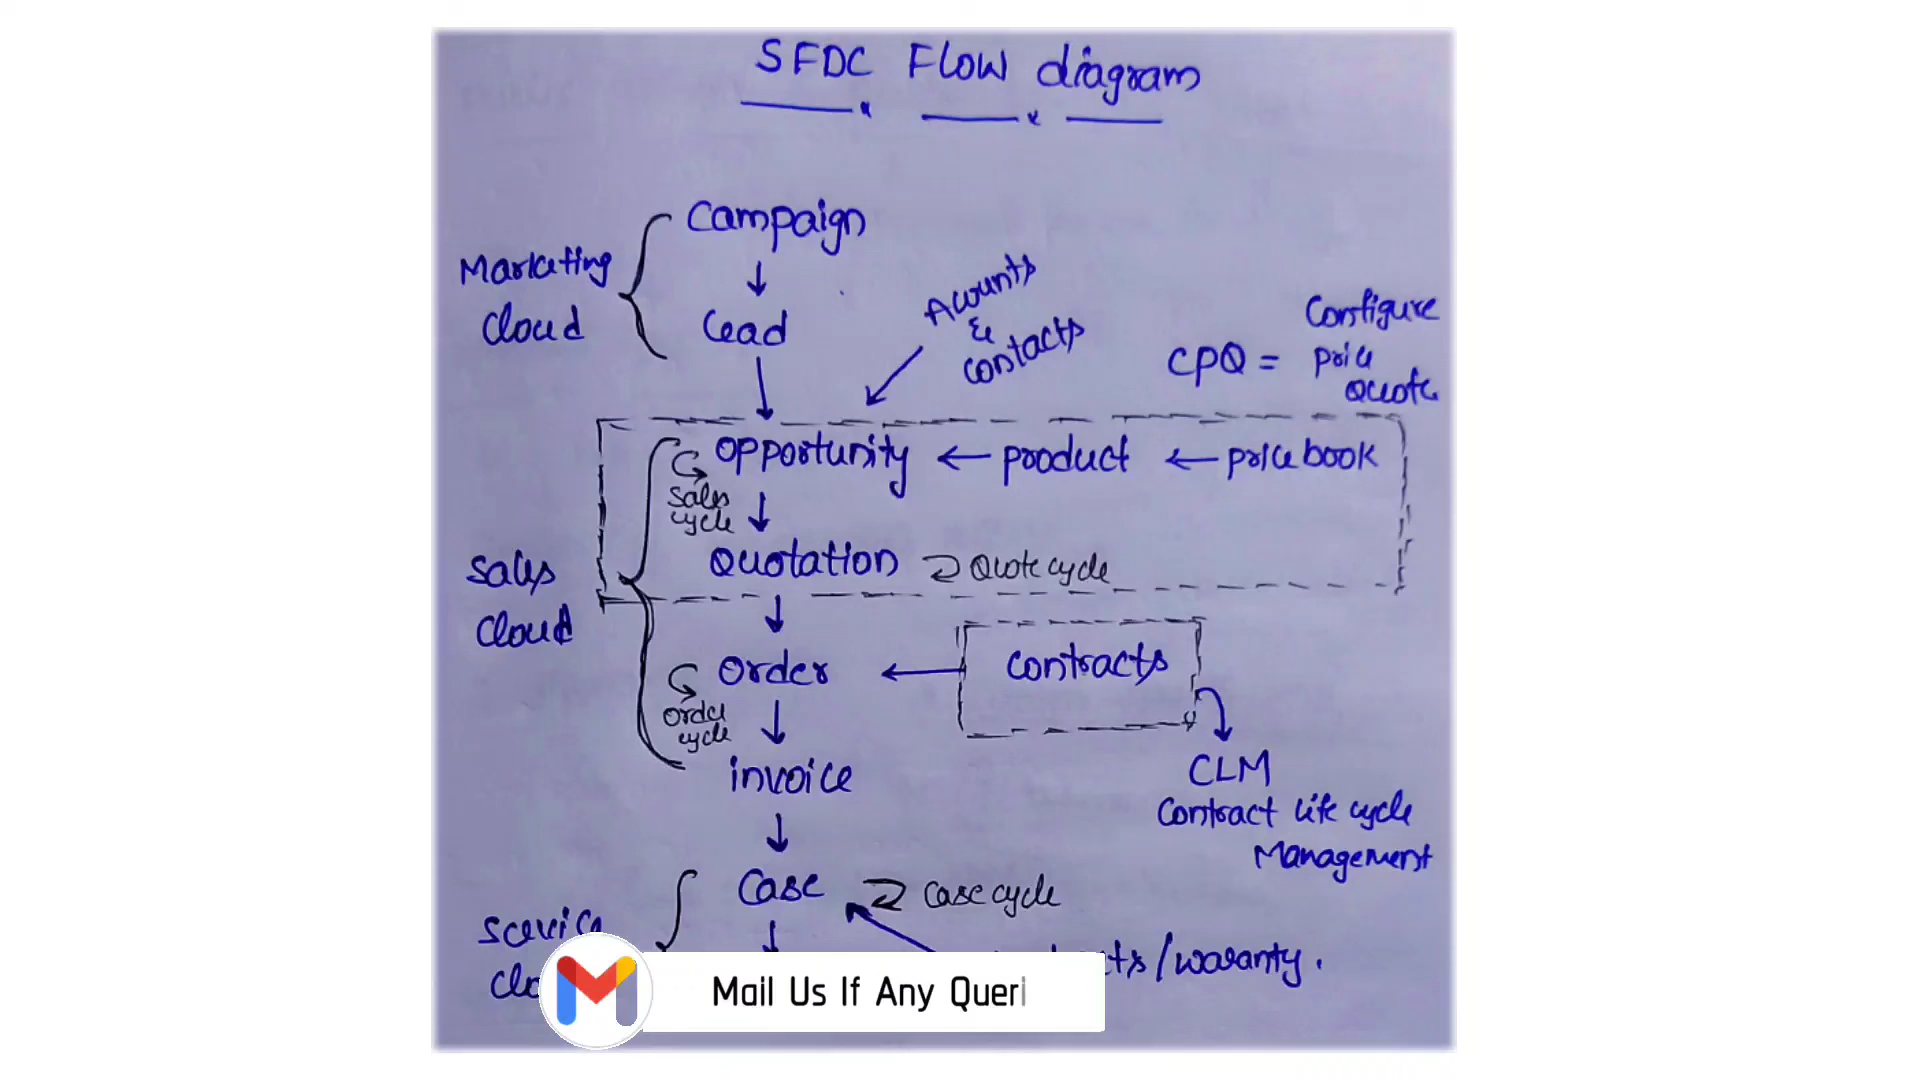 SFDC Flow diagram
Campaign
Marketing
Cloud
Lead
Accounts
&
contacts
Configure
CPQ = price
Quote
opportunity ← product ← price book
Sales
cycle
Quotation
Quote cycle
Sales
Cloud
order ← contracts
order
cycle
invoice
CLM
Contract life cycle
Management
Case
Case cycle
Service
/waranty.
Mail Us If Any Queri